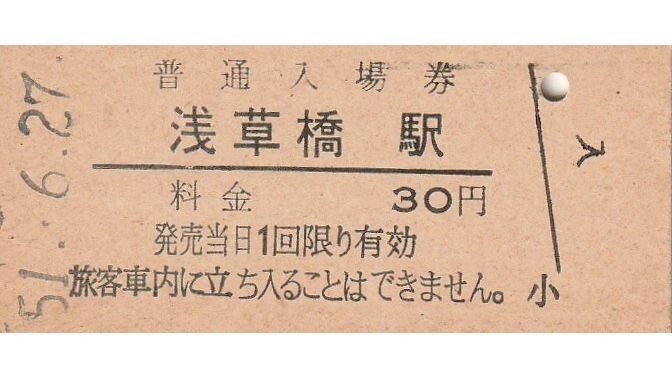 普通入場券
浅草橋 駅
料金 30円
発売当日1回限り有効
旅客車内に立ち入ることはできません。
小
入
51.-6.27.